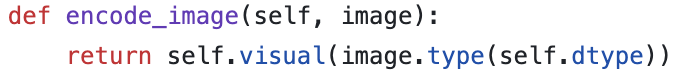 def encode_image(self, image):
    return self.visual(image.type(self.dtype))